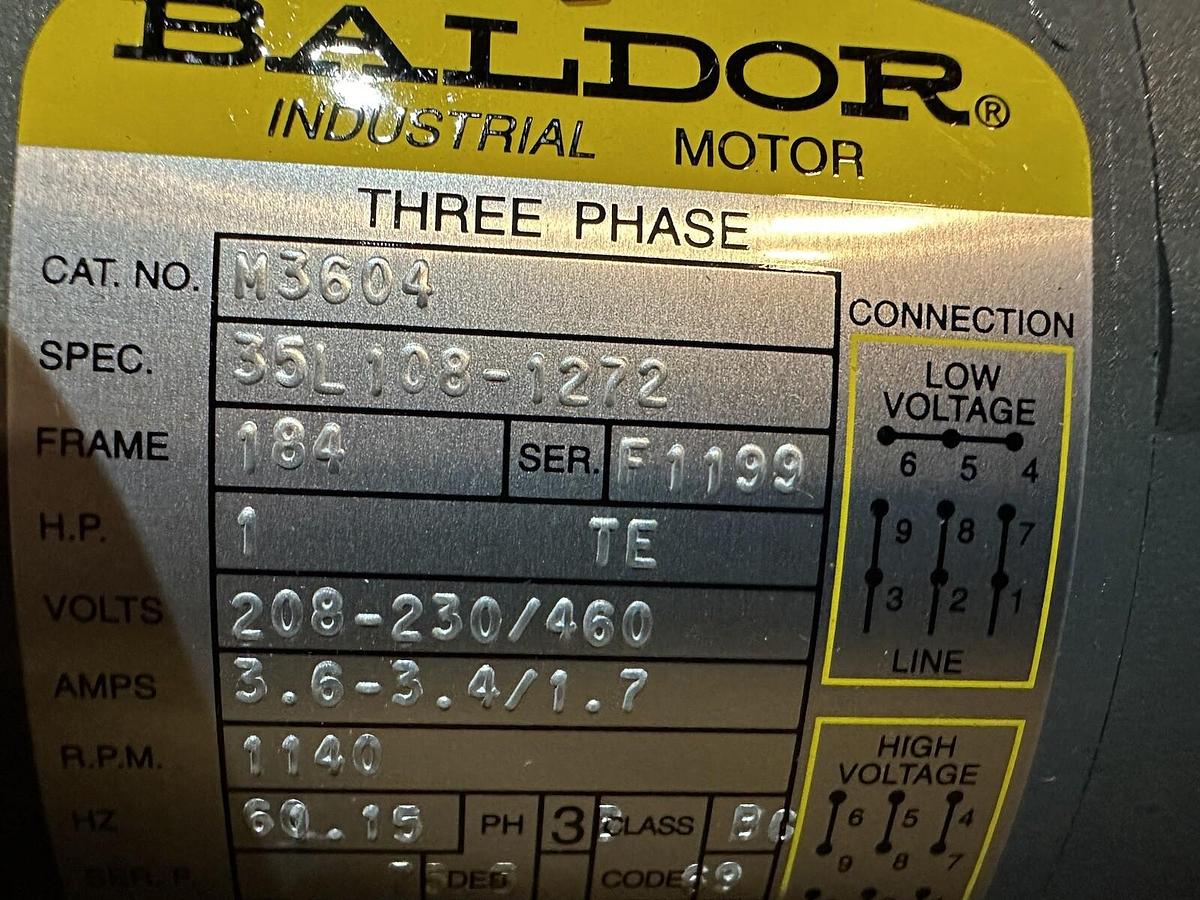 BALDOR®
INDUSTRIAL MOTOR
THREE PHASE
CAT. NO. M3604
SPEC. 35L108-1272
FRAME 184 SER. F1199
H.P. 1 TE
VOLTS 208-230/460
AMPS 3.6-3.4/1.7
R.P.M. 1140
HZ 60 15 PH 3 CLASS
SER. F. DES CODE
CONNECTION
LOW
VOLTAGE
6 5 4
9 8 7
3 2 1
LINE
HIGH
VOLTAGE
6 5 4
9 8 7